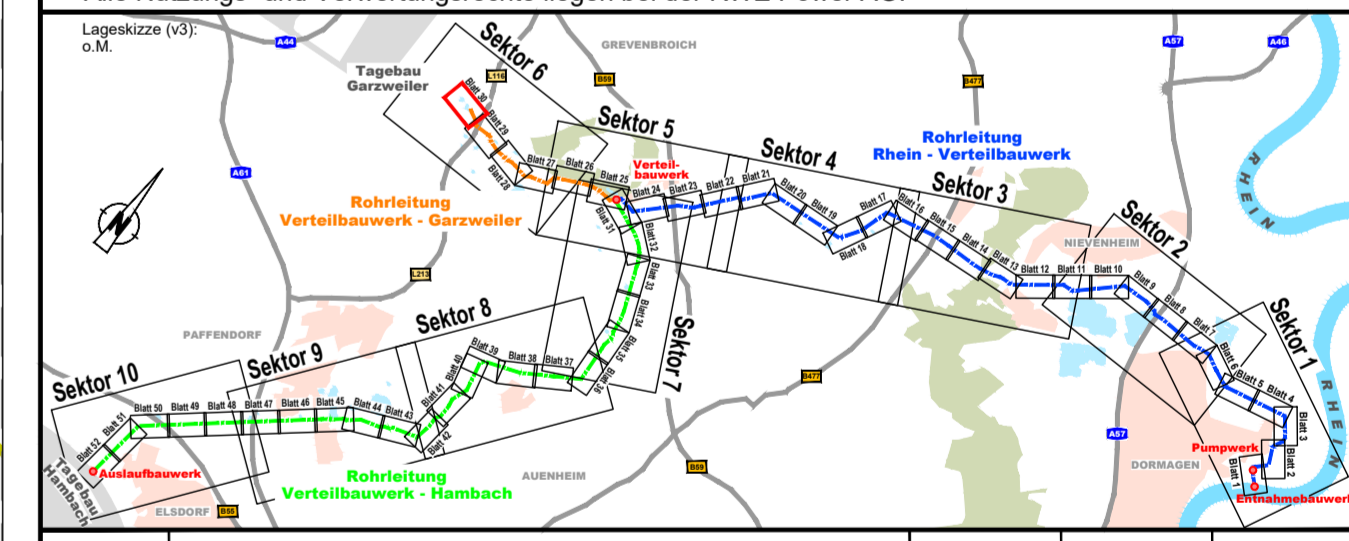 Lageskizze (v3):
o.M.
A44
Tagebau
Garzweiler
Sektor 6
L116
GREVENBROICH
B59
A57
A46
B477
Blatt 30
Blatt 29
Blatt 28
Blatt 27
Blatt 26
Blatt 25
Sektor 5
Verteil-
bauwerk
Sektor 4
Rohrleitung
Rhein - Verteilbauwerk
RHEIN
A61
Rohrleitung
Verteilbauwerk - Garzweiler
Blatt 24
Blatt 23
Blatt 22
Blatt 21
Blatt 20
Blatt 19
Blatt 18
Blatt 17
Blatt 16
Blatt 15
Blatt 14
Blatt 13
Blatt 12
Blatt 11
Blatt 10
Blatt 9
Blatt 8
Blatt 7
Blatt 6
Blatt 5
Blatt 4
Blatt 3
Blatt 2
Blatt 1
Sektor 3
NIEVENHEIM
Sektor 2
Sektor 1
RHEIN
Blatt 31
Blatt 32
Blatt 33
Blatt 34
Blatt 35
Blatt 36
Sektor 7
L213
PAFFENDORF
Sektor 8
Blatt 37
Blatt 38
Blatt 39
Blatt 40
Blatt 41
Blatt 42
Blatt 43
Blatt 44
Blatt 45
Blatt 46
Blatt 47
Blatt 48
Blatt 49
Blatt 50
Blatt 51
Blatt 52
Sektor 9
Sektor 10
B477
A57
B59
Pumpwerk
DORMAGEN
Entnahmebauwerk
Auslaufbauwerk
Tagebau
Hambach
Rohrleitung
Verteilbauwerk - Hambach
AUENHEIM
ELSDORF
B55